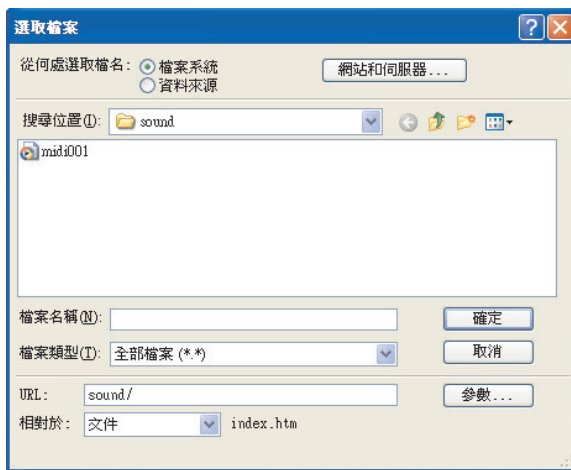 選取檔案
從何處選取檔名: 檔案系統 網站和伺服器...
資料來源
搜尋位置(I): sound
midi001
檔案名稱(N): 確定
檔案類型(T): 全部檔案 (*.*) 取消
URL: sound/ 參數...
相對於: 文件 index.htm